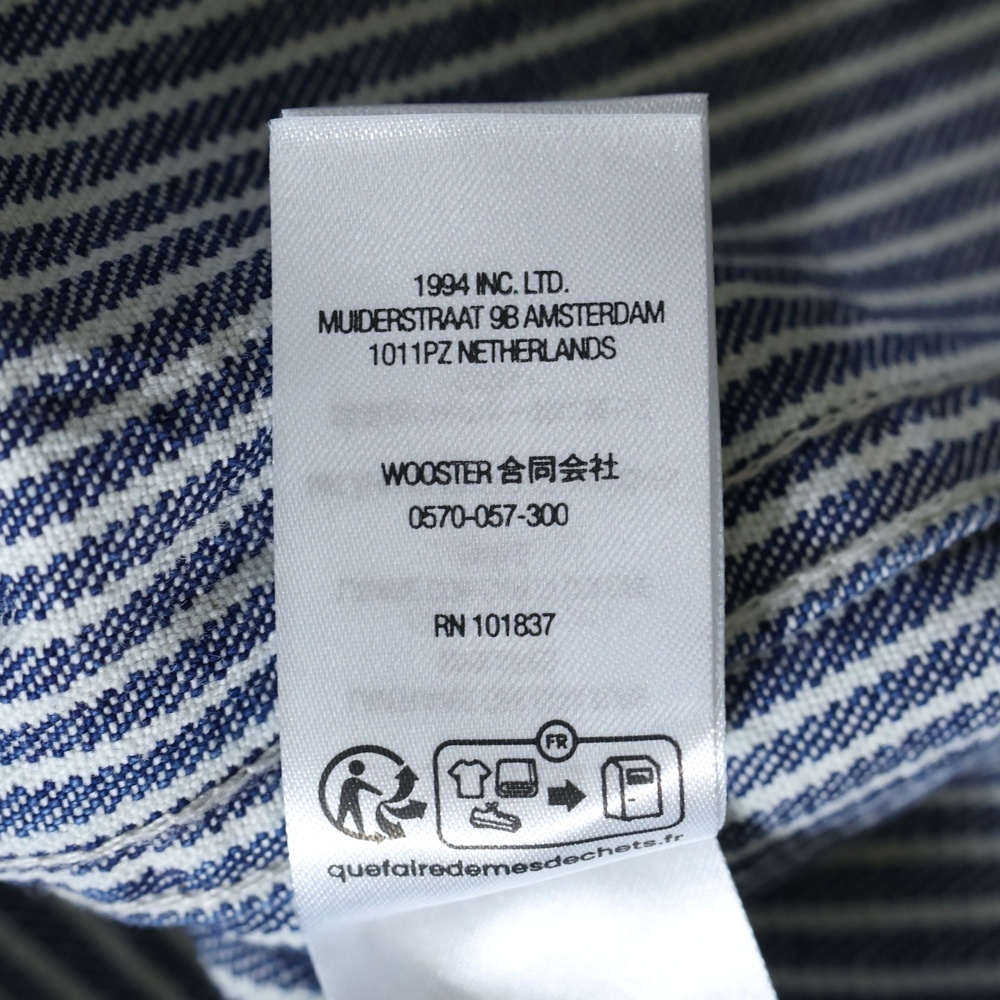 1994 INC. LTD.
MUIDERSTRAAT 9B AMSTERDAM
1011PZ NETHERLANDS
WOOSTER 合同会社
0570-057-300
RN 101837
FR
quefairedemesdechets.fr